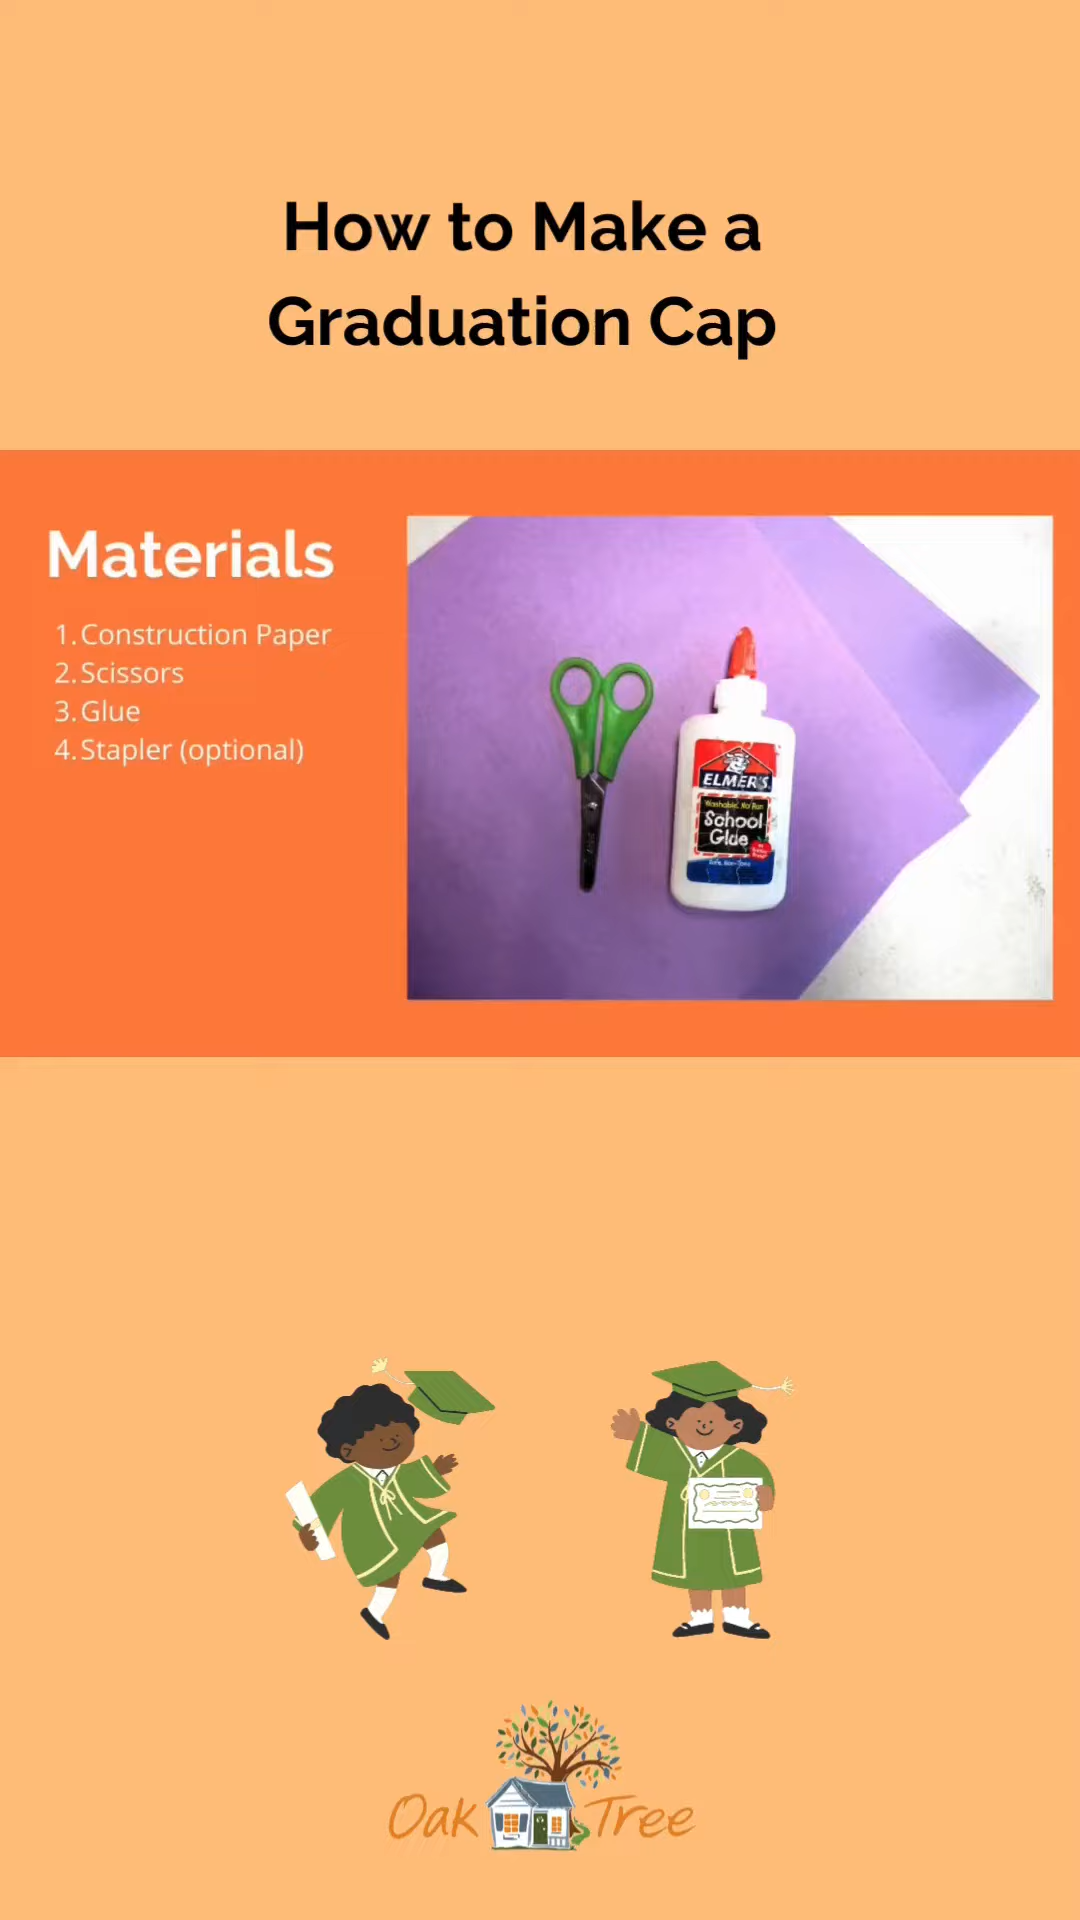 How to Make a
Graduation Cap
Materials
1. Construction Paper
2. Scissors
3. Glue
4. Stapler (optional)
ELMER'S
Washable. No Run
School
Glue
Oak Tree